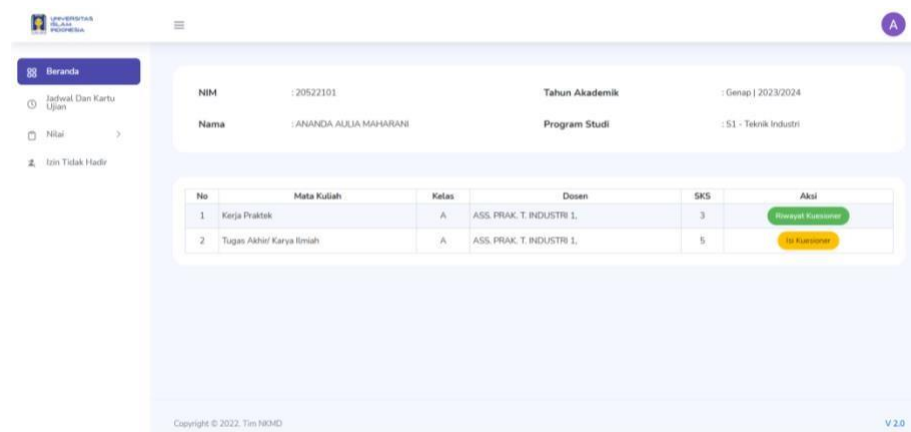 UNIVERSITAS
ISLAM
INDONESIA
A
Beranda
Jadwal Dan Kartu
Ujian
Nilai
Izin Tidak Hadir
NIM : 20522101 Tahun Akademik : Genap | 2023/2024
Nama : ANANDA AULIA MAHARANI Program Studi : S1 - Teknik Industri
No Mata Kuliah Kelas Dosen SKS Aksi
1 Kerja Praktek A ASS. PRAK. T. INDUSTRI 1, 3 Riwayat Kuesioner
2 Tugas Akhir/ Karya Ilmiah A ASS. PRAK. T. INDUSTRI 1, 5 Isi Kuesioner
Copyright © 2022. Tim NKMD V 2.0